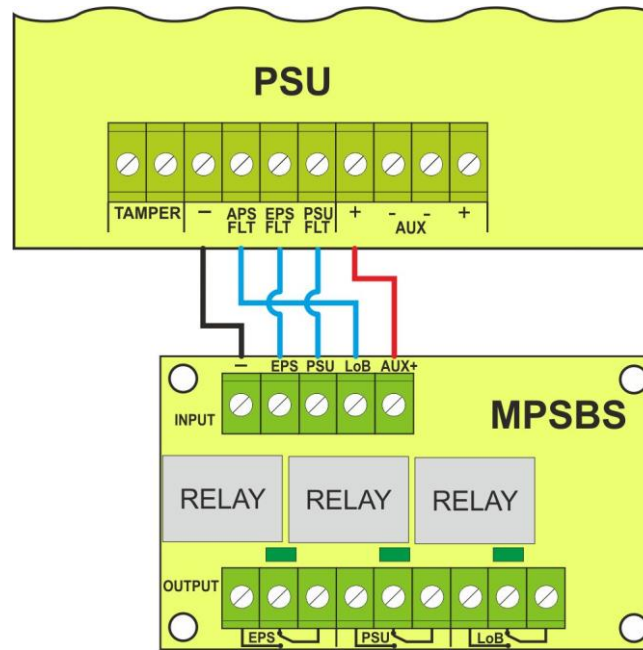 PSU
TAMPER – APS FLT EPS FLT PSU FLT + - - + AUX
– EPS PSU LoB AUX+
INPUT
MPSBS
RELAY RELAY RELAY
OUTPUT
EPS PSU LoB